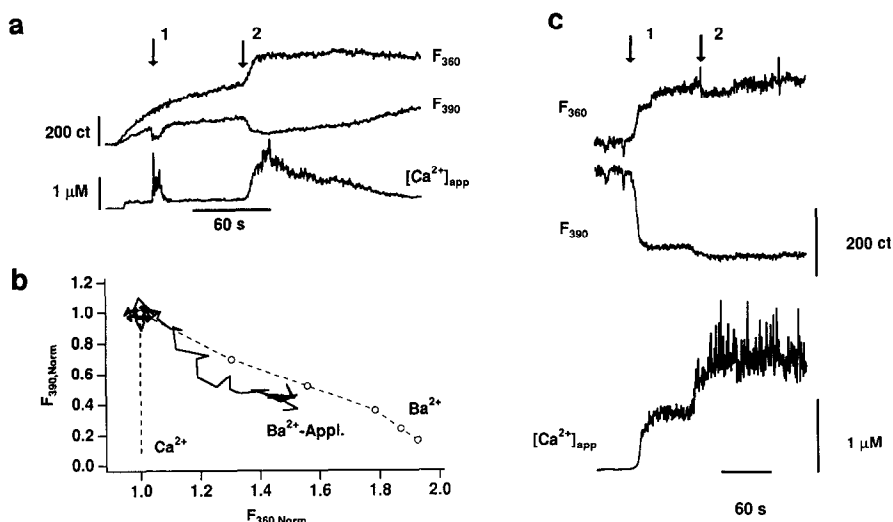 a
1
2
F360
F390
200 ct
[Ca2+]app
1 µM
60 s
b
1.2
1.0
0.8
0.6
0.4
0.2
0.0
F390,Norm
Ca2+
Ba2+-Appl.
Ba2+
1.0
1.2
1.4
1.6
1.8
2.0
F360,Norm
c
1
2
F360
F390
200 ct
[Ca2+]app
1 µM
60 s